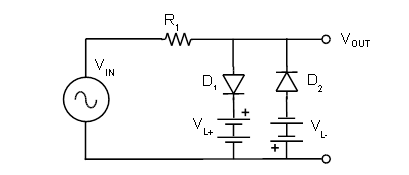 R1
VOUT
VIN
D1
D2
+
VL+
VL-
+